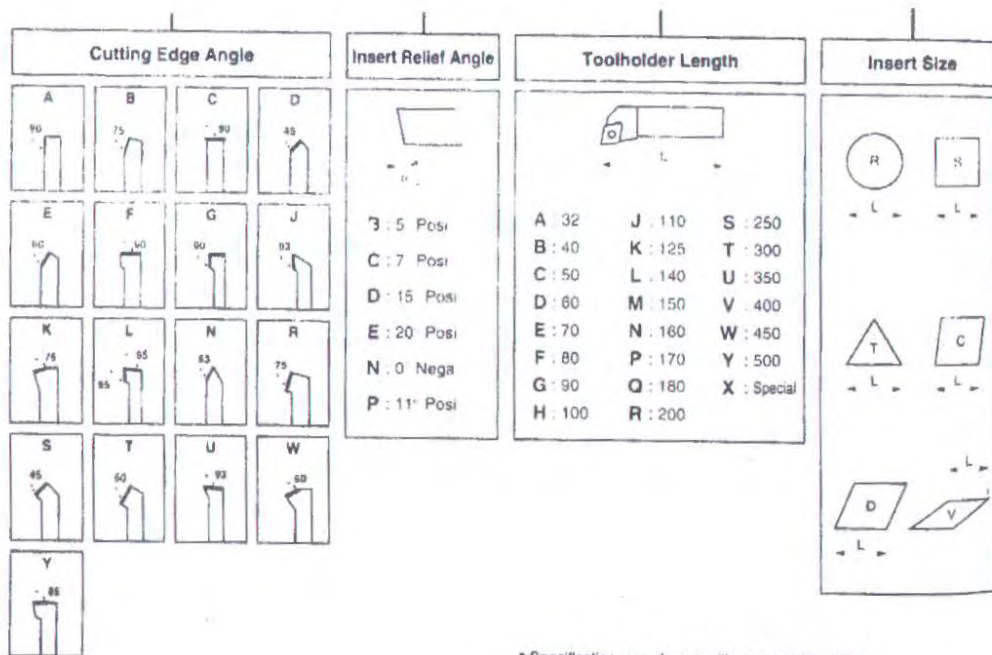 Cutting Edge Angle
A B C D
90 75 90 45
E F G J
60 90 90 93
K L N R
75 95 95 63 75
S T U W
45 60 93 60
Y
85
Insert Relief Angle
B : 5 Posi
C : 7 Posi
D : 15 Posi
E : 20 Posi
N : 0 Nega
P : 11° Posi
Toolholder Length
L
A : 32 J : 110 S : 250
B : 40 K : 125 T : 300
C : 50 L : 140 U : 350
D : 60 M : 150 V : 400
E : 70 N : 160 W : 450
F : 80 P : 170 Y : 500
G : 90 Q : 180 X : Special
H : 100 R : 200
Insert Size
R S
L L
T C
L L
L
D V
L